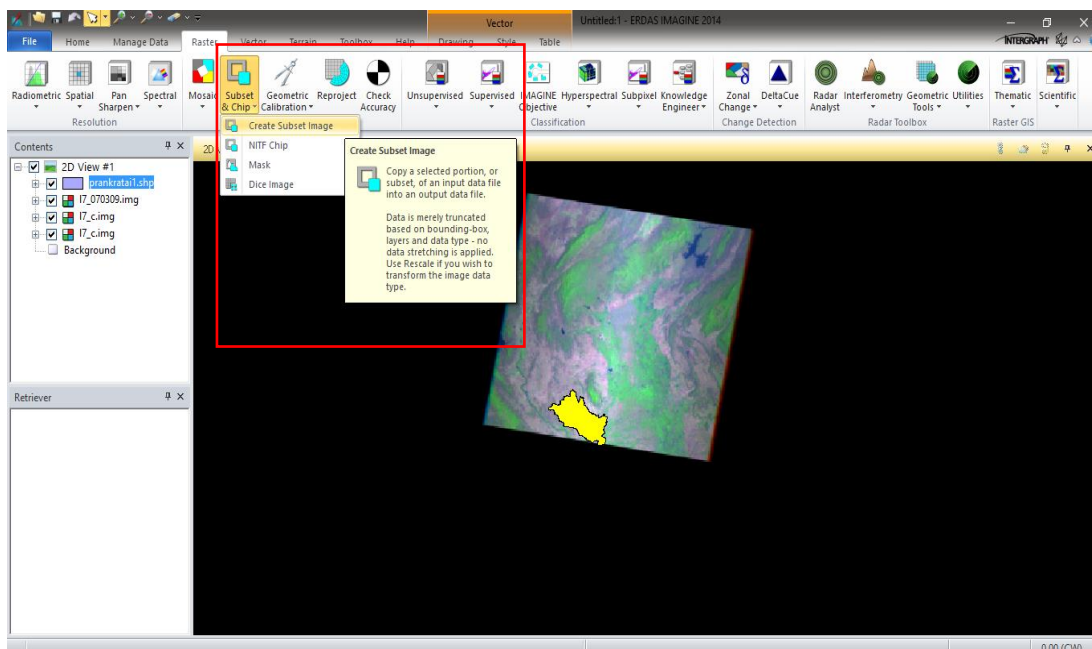 Vector
Untitled:1 - ERDAS IMAGINE 2014
File Home Manage Data Raster Vector Terrain Toolbox Help Drawing Style Table
INTERGRAPH
Radiometric Spatial Pan Sharpen Spectral Mosaic Subset & Chip Geometric Calibration Reproject Check Accuracy Unsupervised Supervised IMAGINE Objective Hyperspectral Subpixel Knowledge Engineer Zonal Change DeltaCue Radar Analyst Interferometry Geometric Tools Utilities Thematic Scientific
Resolution Classification Change Detection Radar Toolbox Raster GIS
Create Subset Image
NITF Chip
Mask
Dice Image
Create Subset Image
Copy a selected portion, or
subset, of an input data file
into an output data file.
Data is merely truncated
based on bounding-box,
layers and data type - no
data stretching is applied.
Use Rescale if you wish to
transform the image data
type.
Contents
2D View #1
prankratai1.shp
l7_070309.img
l7_c.img
l7_c.img
Background
Retriever
0.00 (CW)